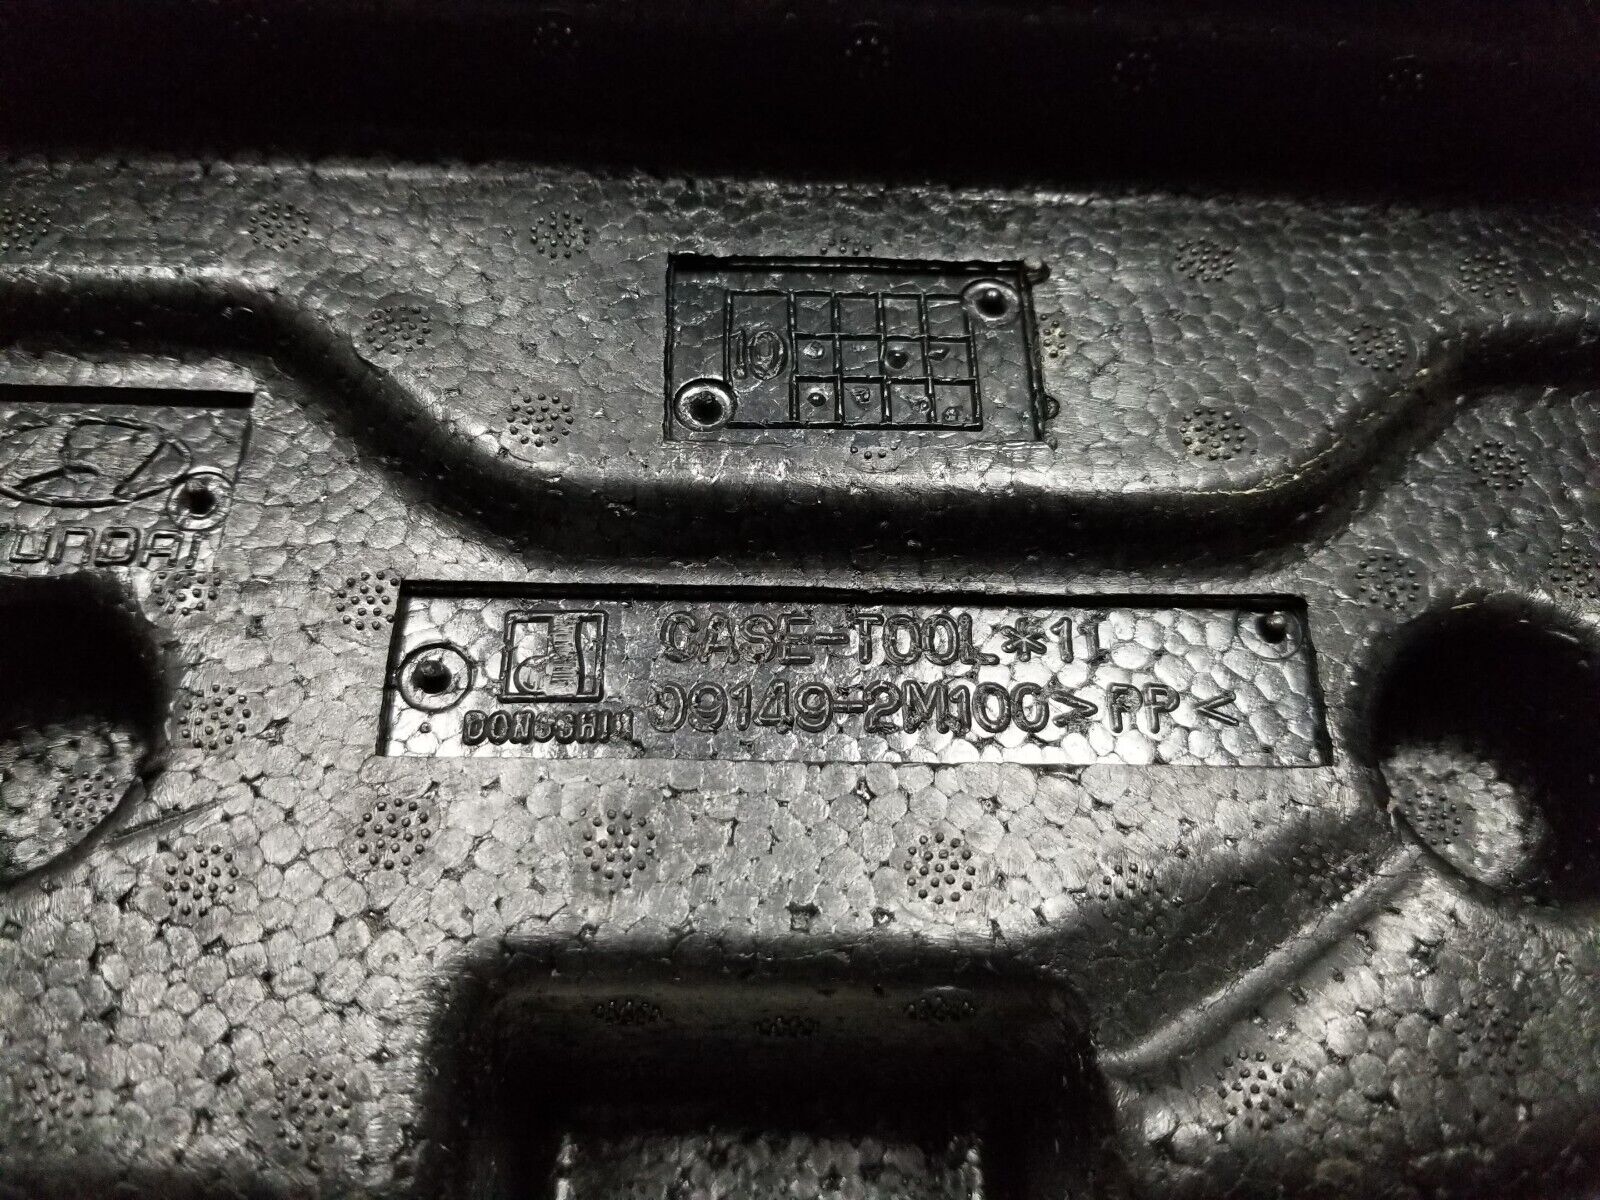 10
HYUNDAI
CASE-TOOL*11
DONGSHIN 09149-2M100>PP<